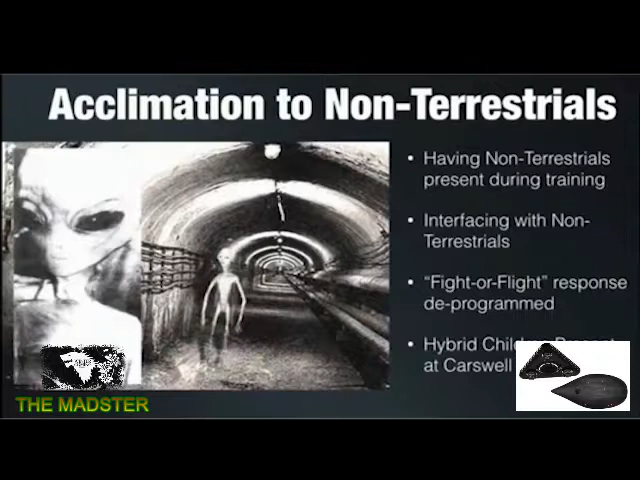 Acclimation to Non-Terrestrials
• Having Non-Terrestrials
present during training
• Interfacing with Non-
Terrestrials
• “Fight-or-Flight” response
de-programmed
• Hybrid
at Carswell
THE MADSTER